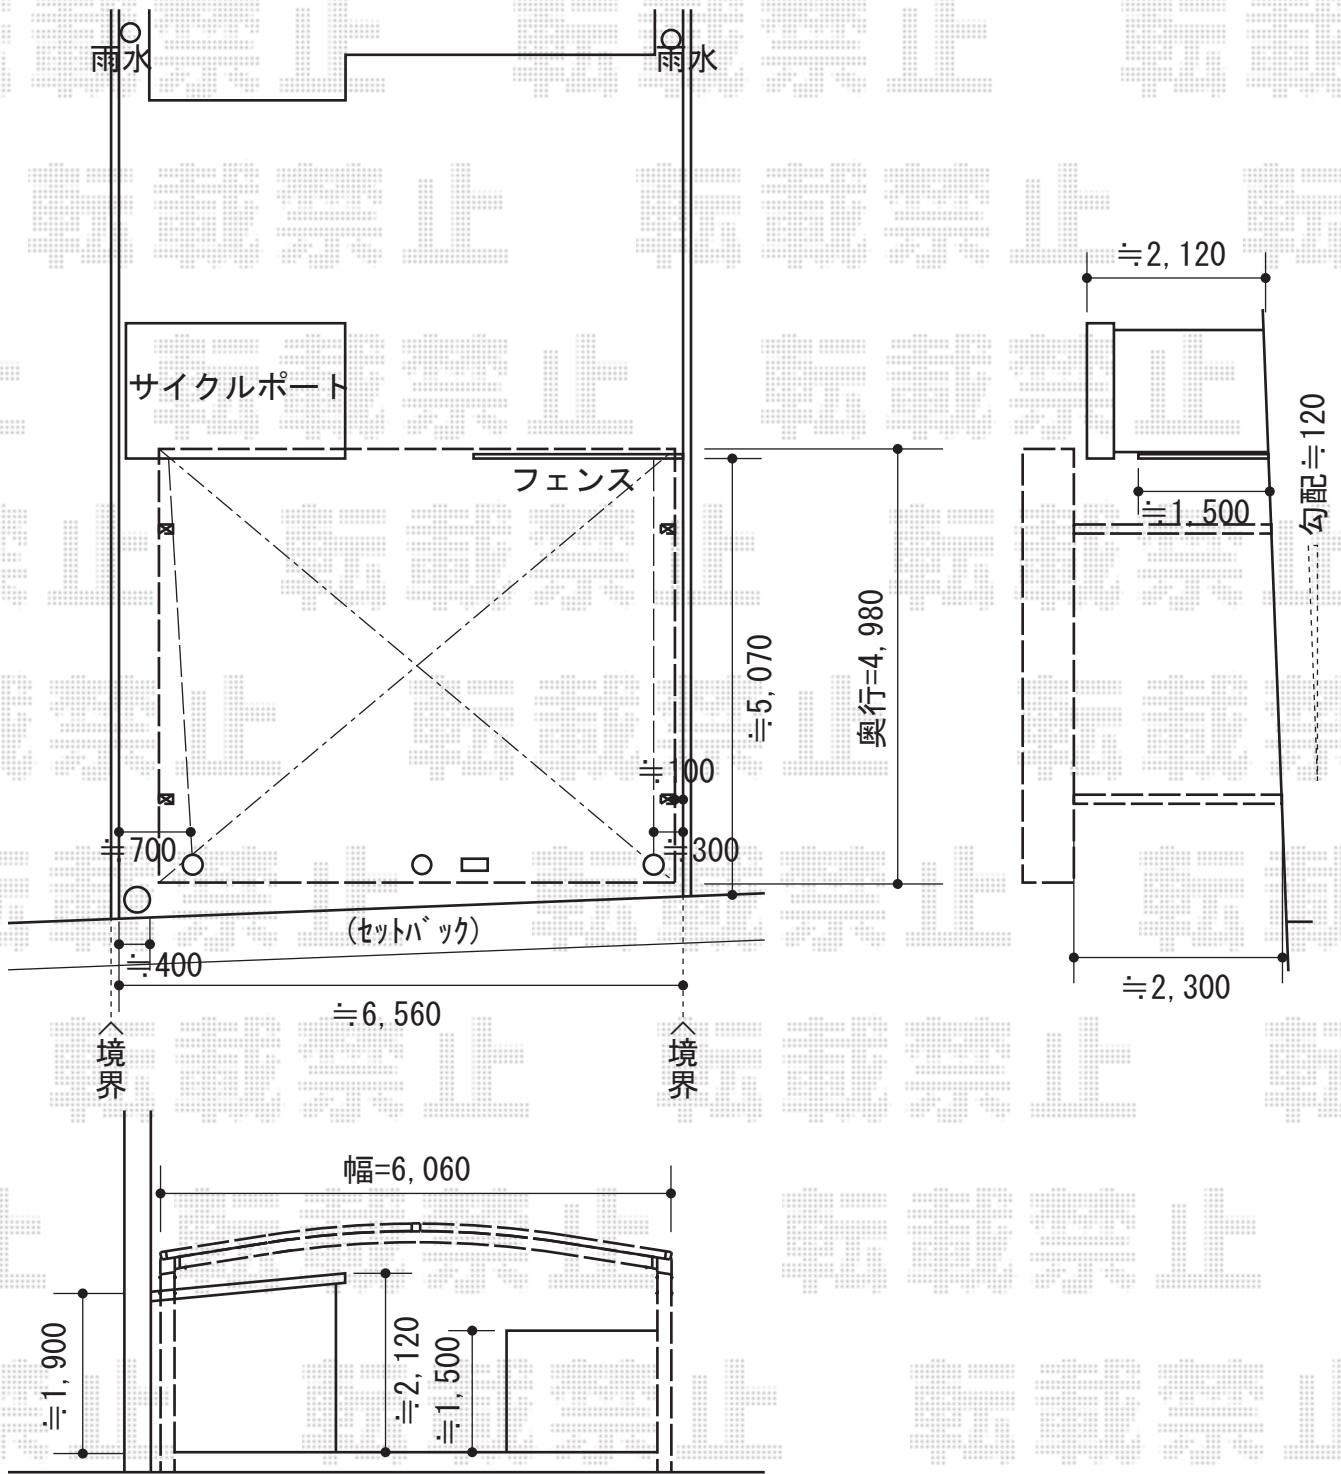 雨水
雨水
≒2,120
サイクルポート
フェンス
≒1,500
勾配≒120
≒5,070
奥行=4,980
≒100
≒700
≒300
(セットバック)
≒400
≒2,300
≒6,560
境界
境界
幅=6,060
≒1,900
≒2,120
≒1,500
転載禁止